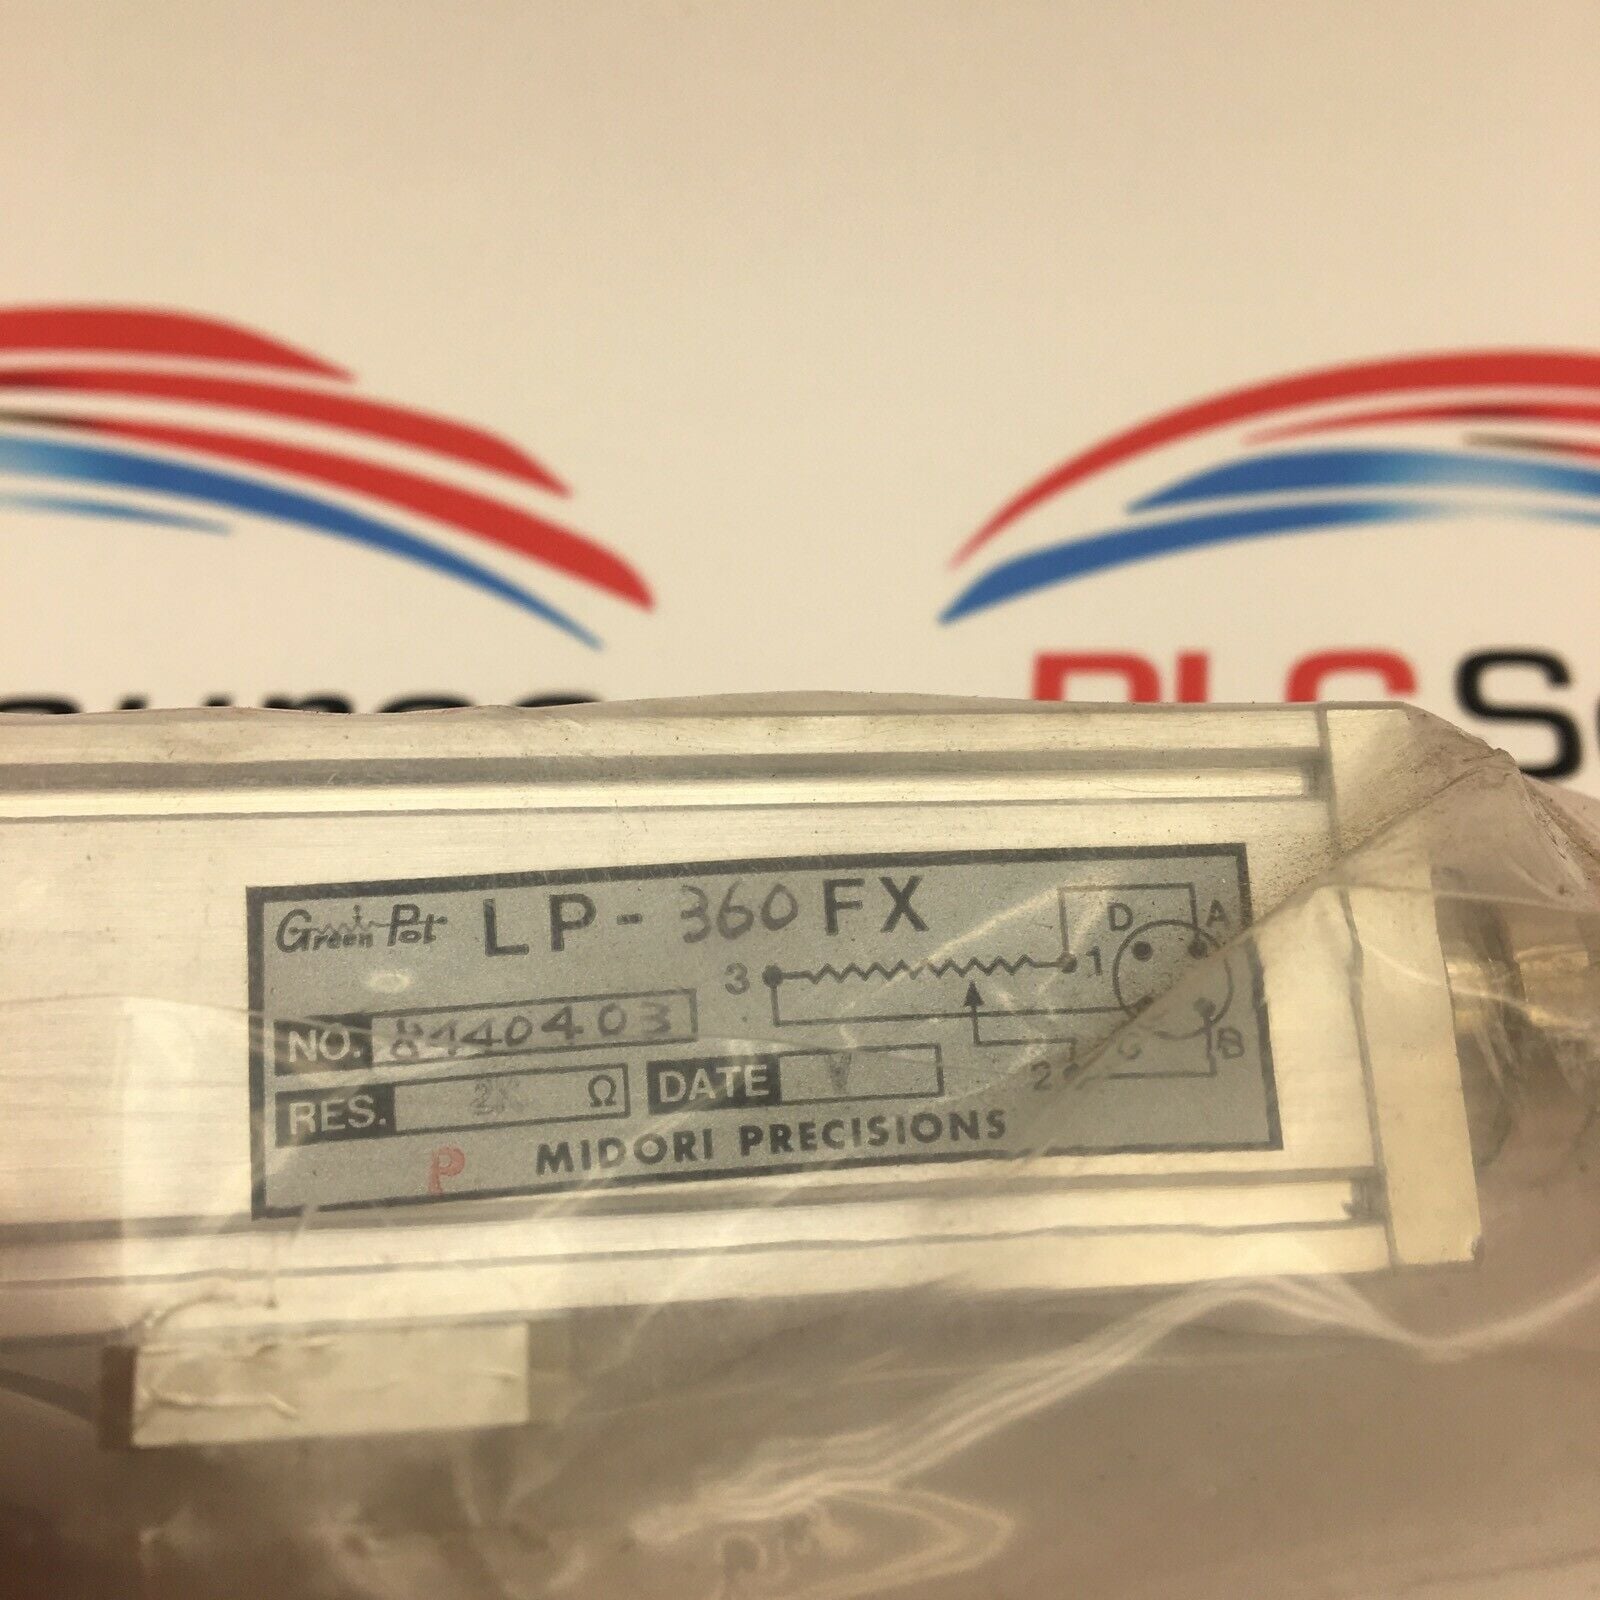 PLC S
Green Pot LP-360FX
D A
3 1
NO. 8440403
C B
2
RES. 2K Ω DATE V
P MIDORI PRECISIONS